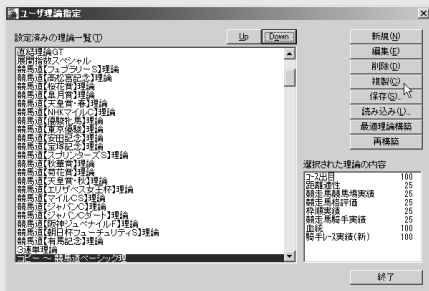 ユーザ理論指定
設定済みの理論一覧(T)
Up
Down
直結理論GT
展開指数スペシャル
競馬道【フェブラリーS】理論
競馬道【高松宮記念】理論
競馬道【桜花賞】理論
競馬道【皐月賞】理論
競馬道【天皇賞・春】理論
競馬道【NHKマイルC】理論
競馬道【優駿牝馬】理論
競馬道【東京優駿】理論
競馬道【安田記念】理論
競馬道【宝塚記念】理論
競馬道【スプリンターズS】理論
競馬道【秋華賞】理論
競馬道【菊花賞】理論
競馬道【天皇賞・秋】理論
競馬道【エリザベス女王杯】理論
競馬道【マイルCS】理論
競馬道【ジャパンC】理論
競馬道【ジャパンCダート】理論
競馬道【阪神ジュベナイルF】理論
競馬道【朝日杯フューチュリティS】理論
競馬道【有馬記念】理論
3連単理論
コピー ～ 競馬道ベーシック理
新規(N)
編集(E)
削除(D)
複製(C)...
保存(S)...
読み込み(L)...
最適理論構築
再構築
選択された理論の内容
コース出目 100
距離適性 25
競走馬競馬場実績 25
競走馬格評価 25
枠順実績 25
競走馬騎手実績 25
血統 100
騎手レース実績(新) 100
終了